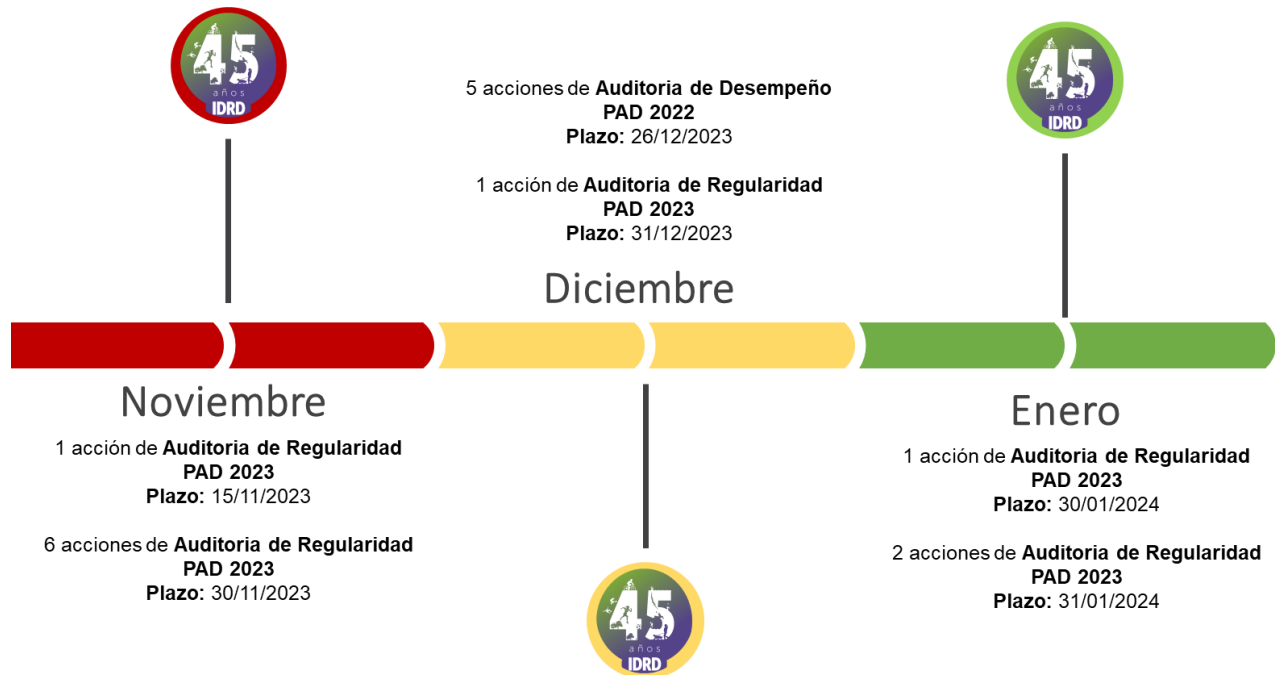 45
años
IDRD
45
años
IDRD
5 acciones de Auditoria de Desempeño
PAD 2022
Plazo: 26/12/2023
1 acción de Auditoria de Regularidad
PAD 2023
Plazo: 31/12/2023
Diciembre
Noviembre
1 acción de Auditoria de Regularidad
PAD 2023
Plazo: 15/11/2023
6 acciones de Auditoria de Regularidad
PAD 2023
Plazo: 30/11/2023
Enero
1 acción de Auditoria de Regularidad
PAD 2023
Plazo: 30/01/2024
2 acciones de Auditoria de Regularidad
PAD 2023
Plazo: 31/01/2024
45
años
IDRD